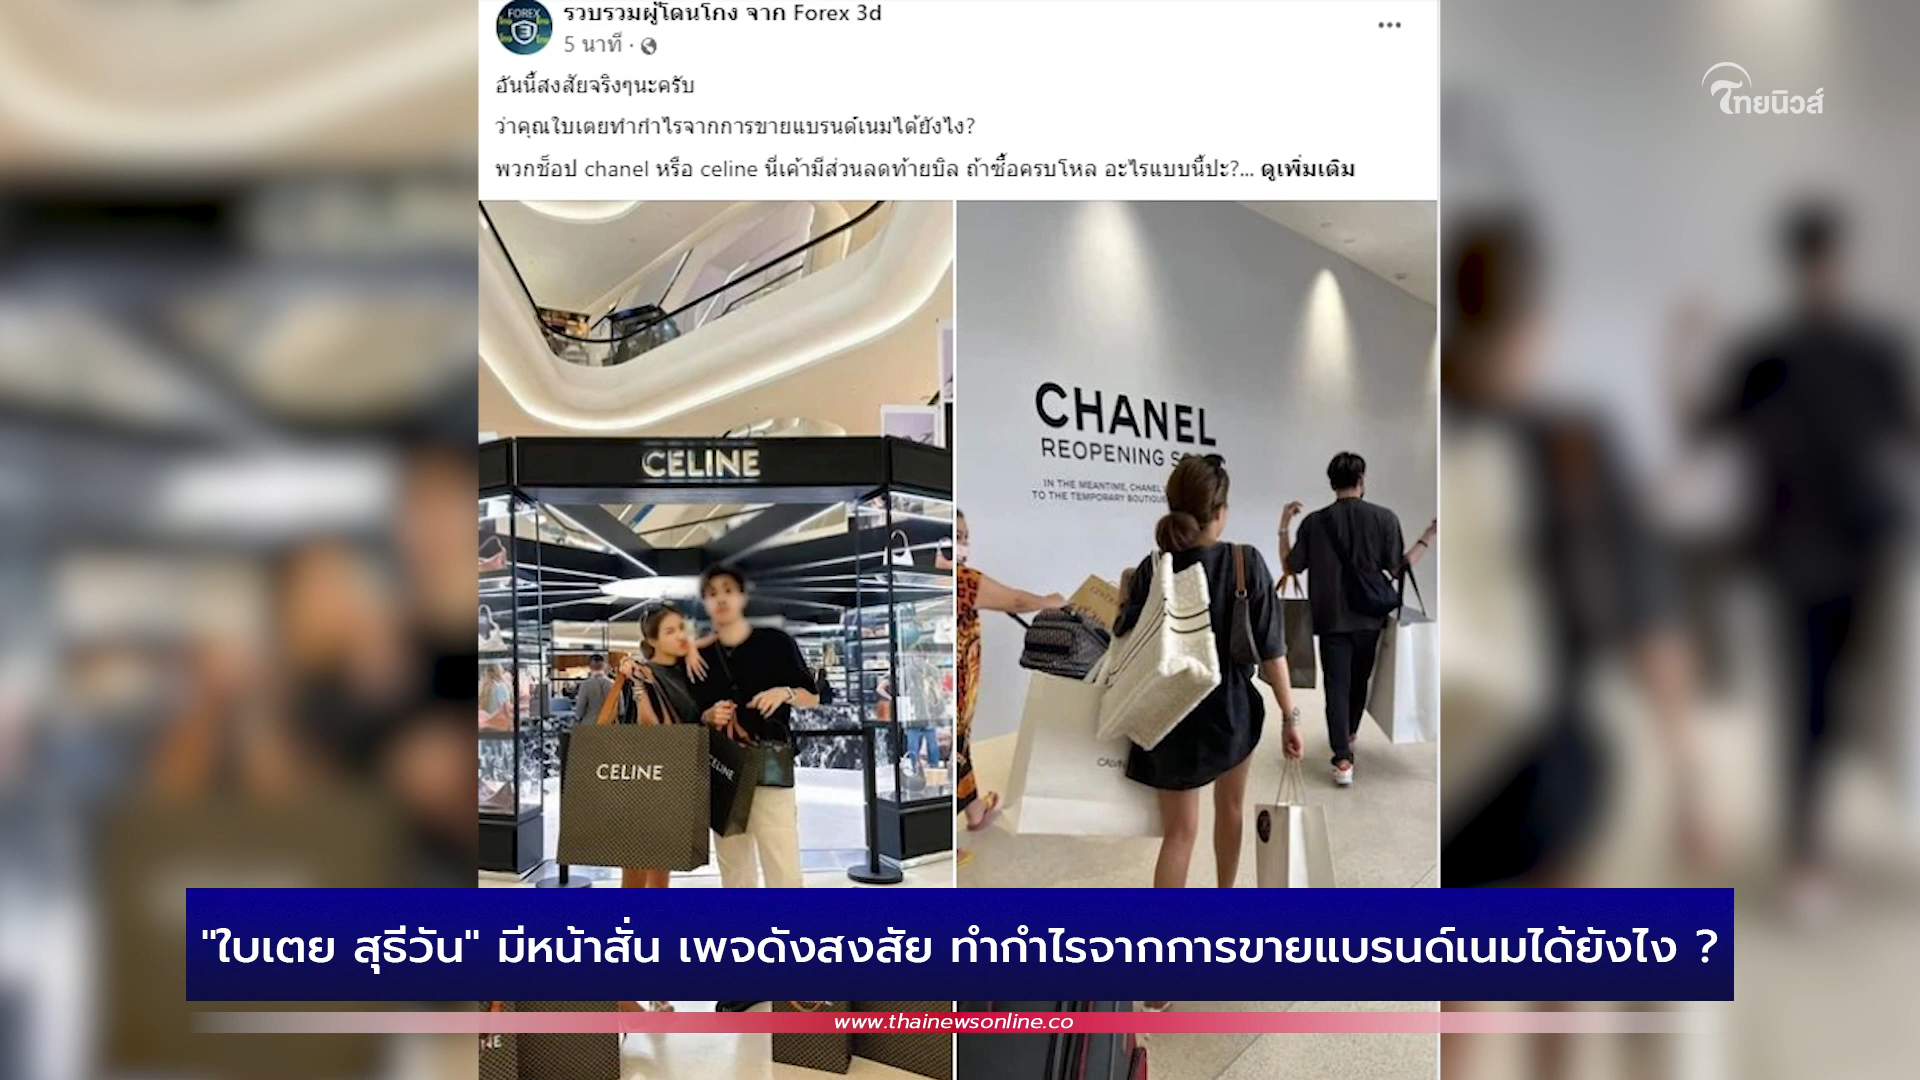 รวบรวมผู้โดนโกง จาก Forex 3d
5 นาที ·
อันนี้สงสัยจริงๆนะครับ
ว่าคุณใบเตยทำกำไรจากการขายแบรนด์เนมได้ยังไง?
พวกช็อป chanel หรือ celine นี่เค้ามีส่วนลดท้ายบิล ถ้าซื้อครบโหล อะไรแบบนี้ปะ?... ดูเพิ่มเติม
ไทยนิวส์
FOREX
3
CELINE
CELINE
CELINE
CHANEL
REOPENING
IN THE MEANTIME, CHANEL
TO THE TEMPORARY BOUTIQUE
"ใบเตย สุธีวัน" มีหน้าสั่น เพจดังสงสัย ทำกำไรจากการขายแบรนด์เนมได้ยังไง ?
www.thainewsonline.co